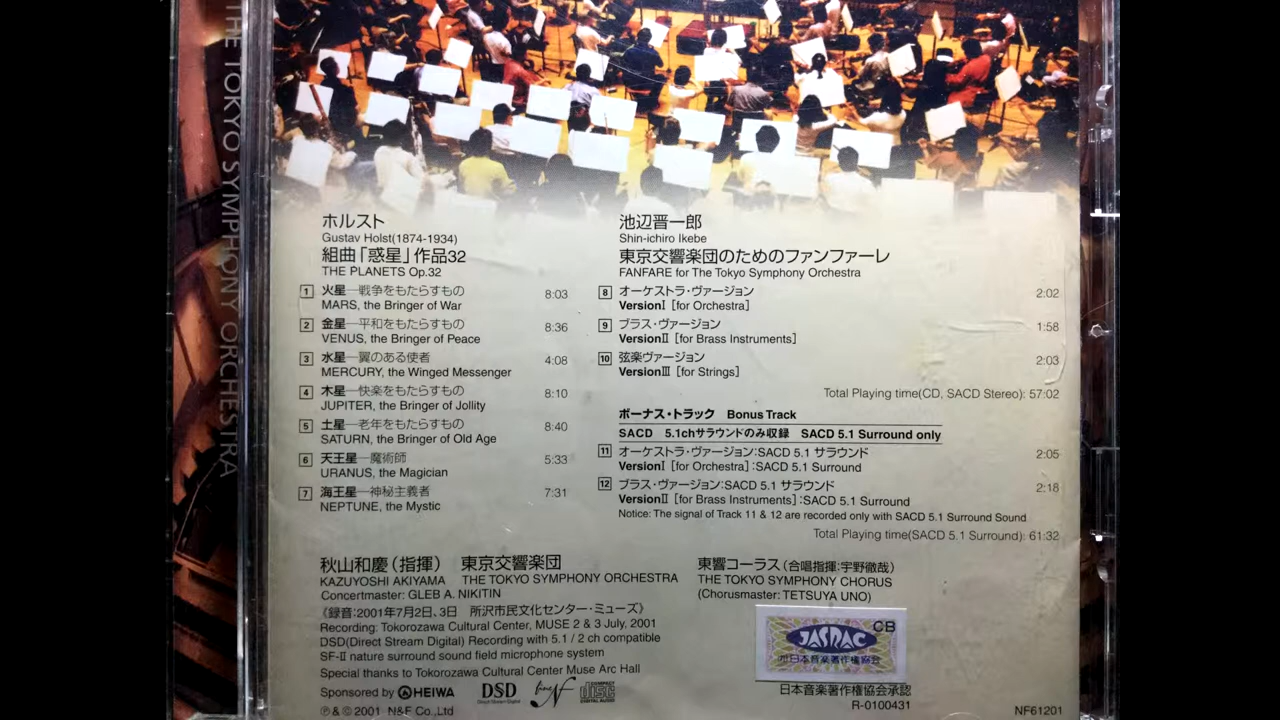 THE TOKYO SYMPHONY ORCHESTRA
ホルスト
Gustav Holst(1874-1934)
組曲「惑星」作品32
THE PLANETS Op.32
1 火星─戦争をもたらすもの 8:03
MARS, the Bringer of War
2 金星─平和をもたらすもの 8:36
VENUS, the Bringer of Peace
3 水星─翼のある使者 4:08
MERCURY, the Winged Messenger
4 木星─快楽をもたらすもの 8:10
JUPITER, the Bringer of Jollity
5 土星─老年をもたらすもの 8:40
SATURN, the Bringer of Old Age
6 天王星─魔術師 5:33
URANUS, the Magician
7 海王星─神秘主義者 7:31
NEPTUNE, the Mystic
池辺晋一郎
Shin-ichiro Ikebe
東京交響楽団のためのファンファーレ
FANFARE for The Tokyo Symphony Orchestra
8 オーケストラ・ヴァージョン 2:02
VersionⅠ [for Orchestra]
9 ブラス・ヴァージョン 1:58
VersionⅡ [for Brass Instruments]
10 弦楽ヴァージョン 2:03
VersionⅢ [for Strings]
Total Playing time(CD, SACD Stereo): 57:02
ボーナス・トラック Bonus Track
SACD 5.1chサラウンドのみ収録 SACD 5.1 Surround only
11 オーケストラ・ヴァージョン:SACD 5.1 サラウンド 2:05
VersionⅠ [for Orchestra]:SACD 5.1 Surround
12 ブラス・ヴァージョン:SACD 5.1 サラウンド 2:18
VersionⅡ [for Brass Instruments]:SACD 5.1 Surround
Notice: The signal of Track 11 & 12 are recorded only with SACD 5.1 Surround Sound
Total Playing time(SACD 5.1 Surround): 61:32
秋山和慶(指揮) 東京交響楽団
KAZUYOSHI AKIYAMA THE TOKYO SYMPHONY ORCHESTRA
Concertmaster: GLEB A. NIKITIN
《録音:2001年7月2日、3日 所沢市民文化センター・ミューズ》
Recording: Tokorozawa Cultural Center, MUSE 2 & 3 July, 2001
DSD(Direct Stream Digital) Recording with 5.1 / 2 ch compatible
SF-Ⅱ nature surround sound field microphone system
Special thanks to Tokorozawa Cultural Center Muse Arc Hall
Sponsored by HEIWA DSD Direct Stream Digital COMPACT disc DIGITAL AUDIO
℗&©2001 N&F Co.,Ltd
東響コーラス(合唱指揮:宇野徹哉)
THE TOKYO SYMPHONY CHORUS
(Chorusmaster: TETSUYA UNO)
CB
JASRAC
(社)日本音楽著作権協会
日本音楽著作権協会承認
R-0100431
NF61201